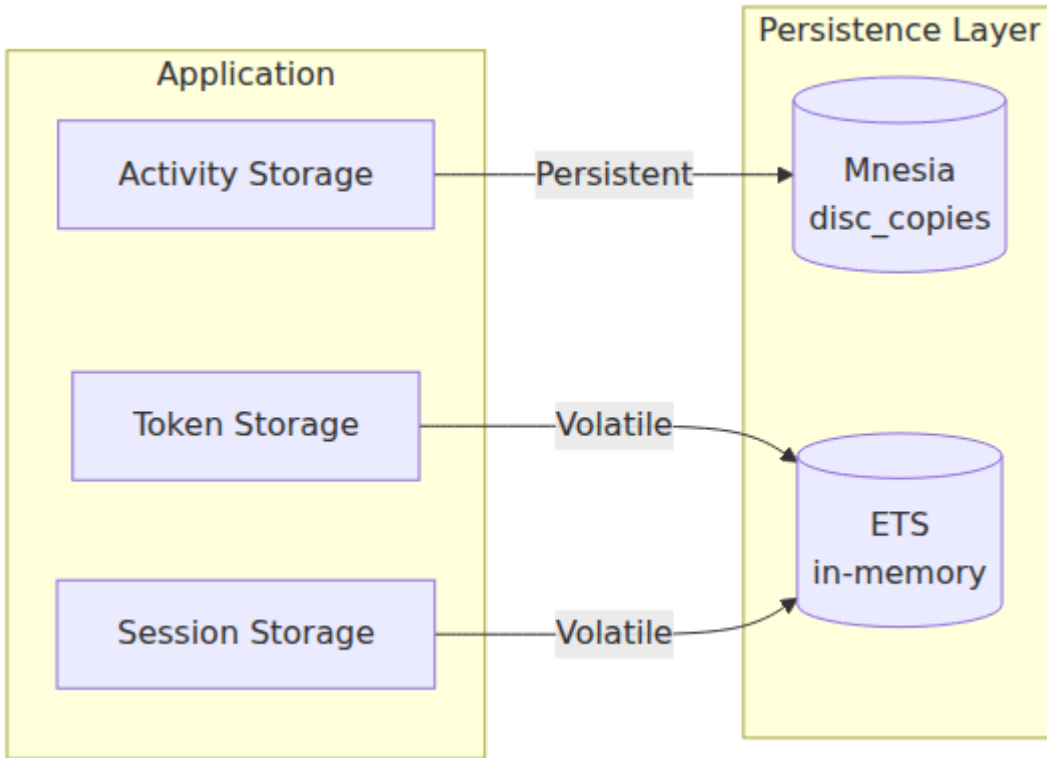 Application
Activity Storage
Token Storage
Session Storage
Persistent
Volatile
Volatile
Persistence Layer
Mnesia
disc_copies
ETS
in-memory